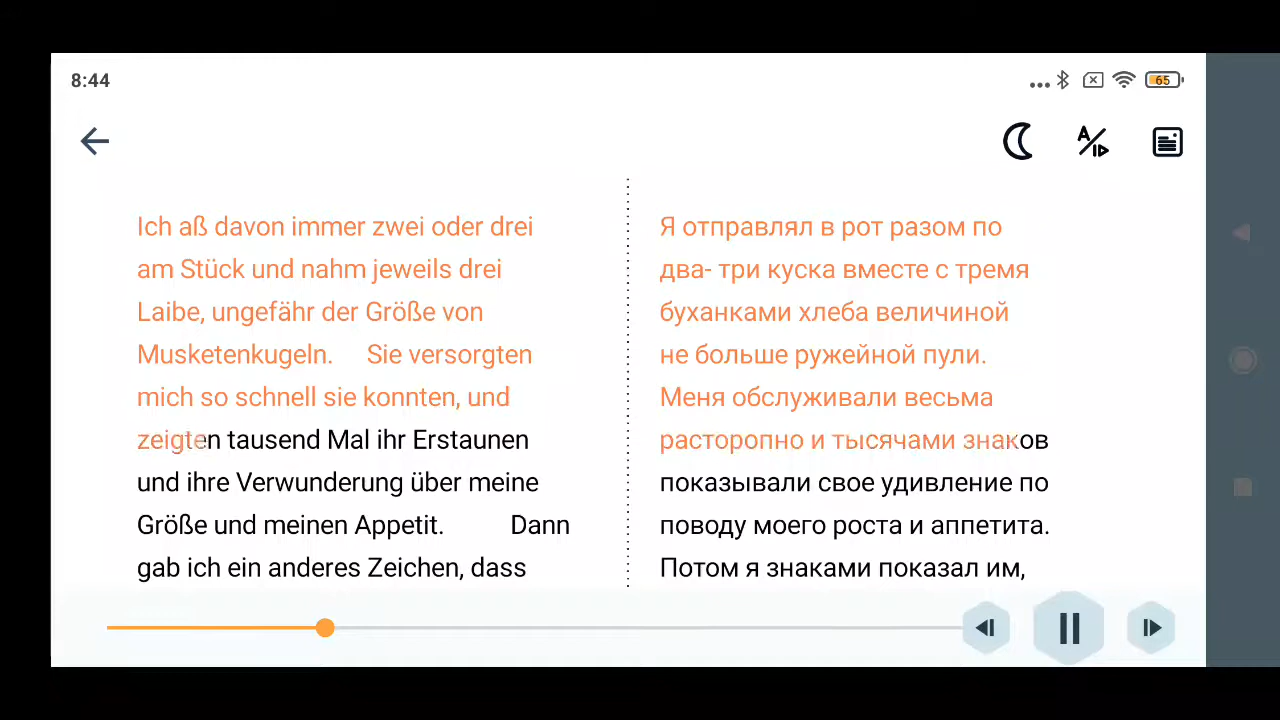 8:44
65
Ich aß davon immer zwei oder drei
am Stück und nahm jeweils drei
Laibe, ungefähr der Größe von
Musketenkugeln. Sie versorgten
mich so schnell sie konnten, und
zeigten tausend Mal ihr Erstaunen
und ihre Verwunderung über meine
Größe und meinen Appetit. Dann
gab ich ein anderes Zeichen, dass
Я отправлял в рот разом по
два- три куска вместе с тремя
буханками хлеба величиной
не больше ружейной пули.
Меня обслуживали весьма
расторопно и тысячами знаков
показывали свое удивление по
поводу моего роста и аппетита.
Потом я знаками показал им,